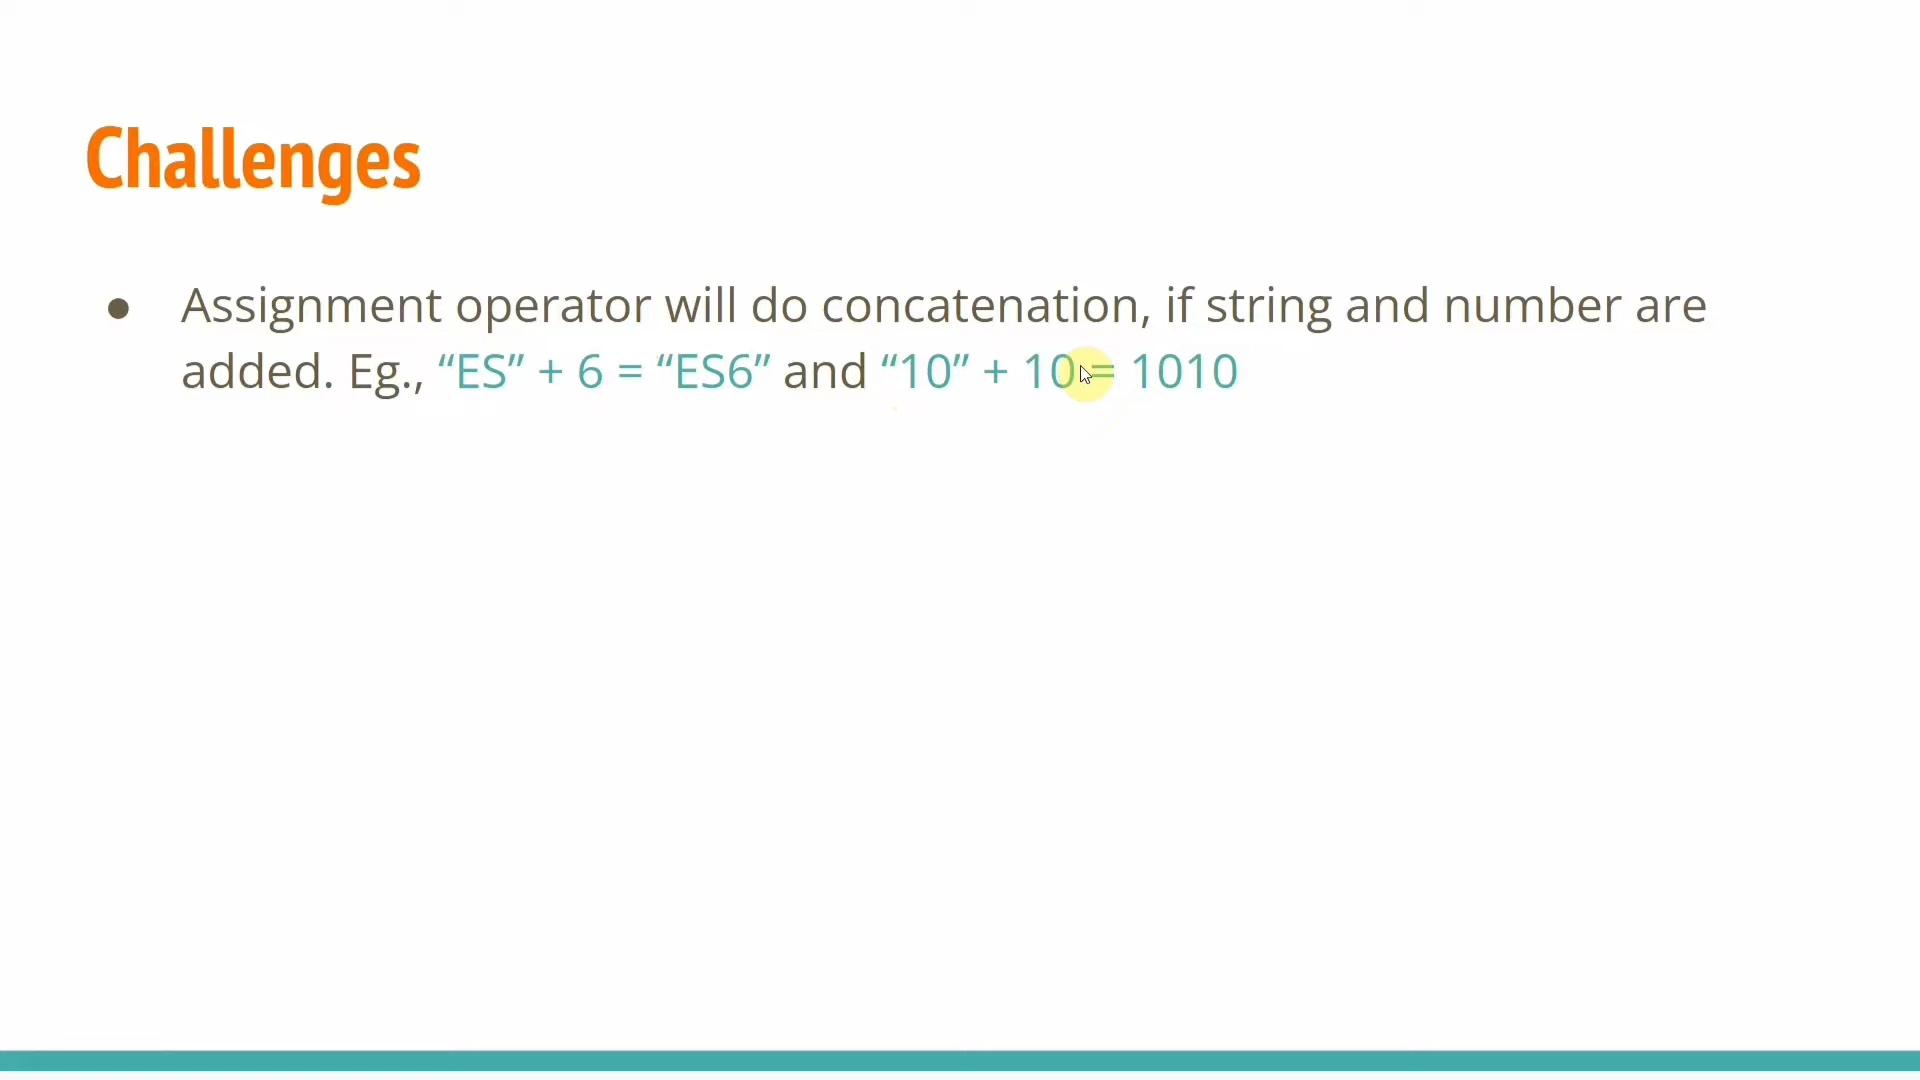 Challenges
● Assignment operator will do concatenation, if string and number are
added. Eg., “ES” + 6 = “ES6” and “10” + 10 = 1010